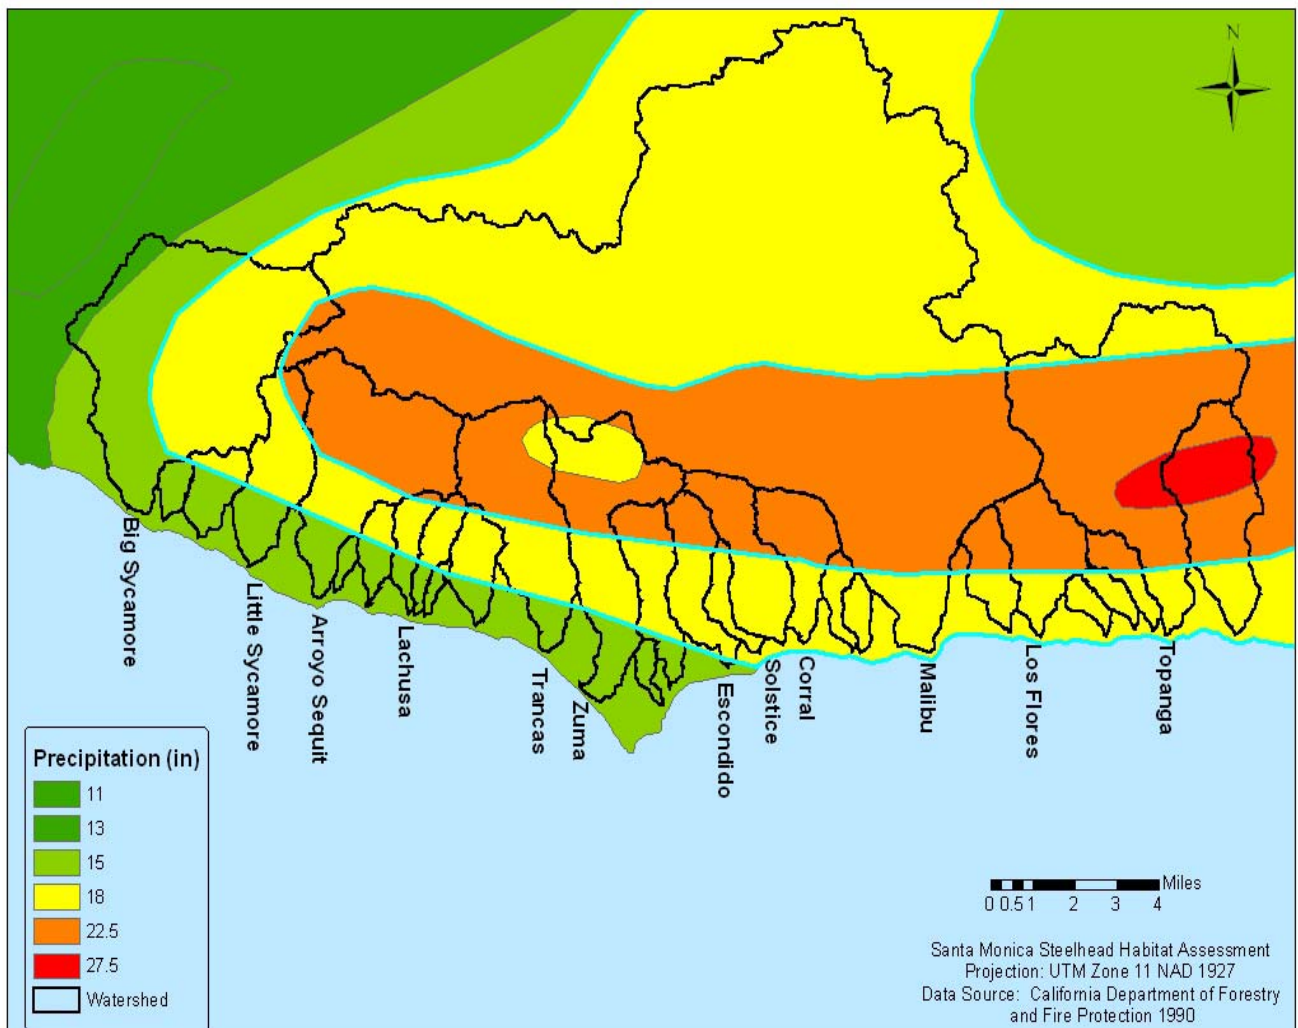 N
Big Sycamore
Little Sycamore
Arroyo Sequit
Lachusa
Trancas
Zuma
Escondido
Solstice
Corral
Malibu
Los Flores
Topanga
Precipitation (in)
11
13
15
18
22.5
27.5
Watershed
Miles
0 0.5 1 2 3 4
Santa Monica Steelhead Habitat Assessment
Projection: UTM Zone 11 NAD 1927
Data Source: California Department of Forestry
and Fire Protection 1990